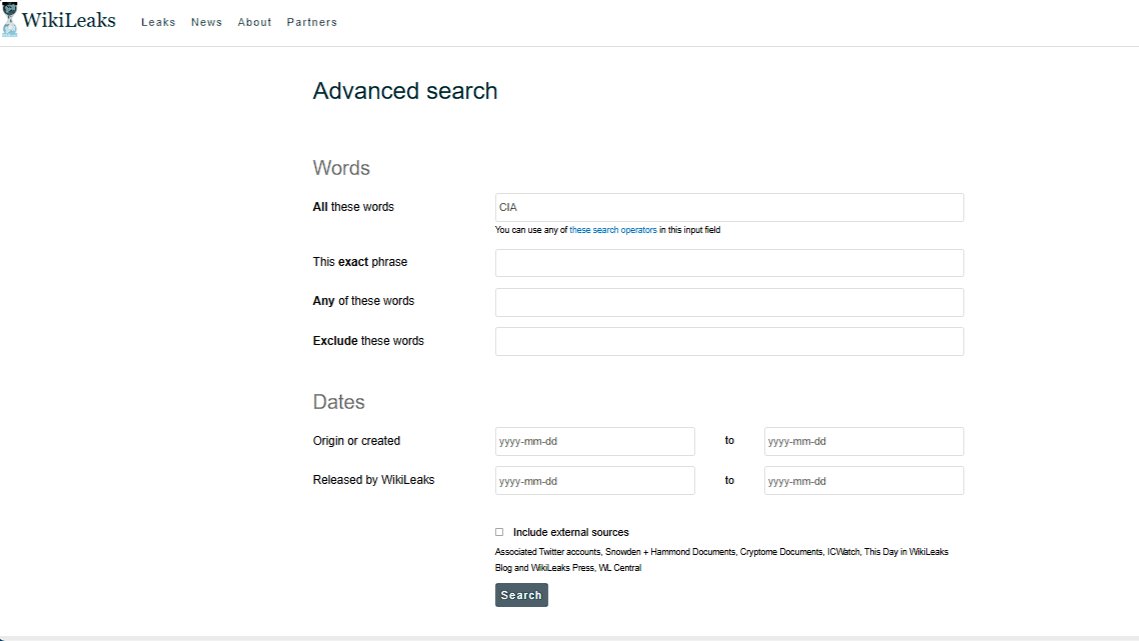 WikiLeaks Leaks News About Partners
Advanced search
Words
All these words CIA
You can use any of these search operators in this input field
This exact phrase
Any of these words
Exclude these words
Dates
Origin or created yyyy-mm-dd to yyyy-mm-dd
Released by WikiLeaks yyyy-mm-dd to yyyy-mm-dd
Include external sources
Associated Twitter accounts, Snowden + Hammond Documents, Cryptome Documents, ICWatch, This Day in WikiLeaks
Blog and WikiLeaks Press, WL Central
Search